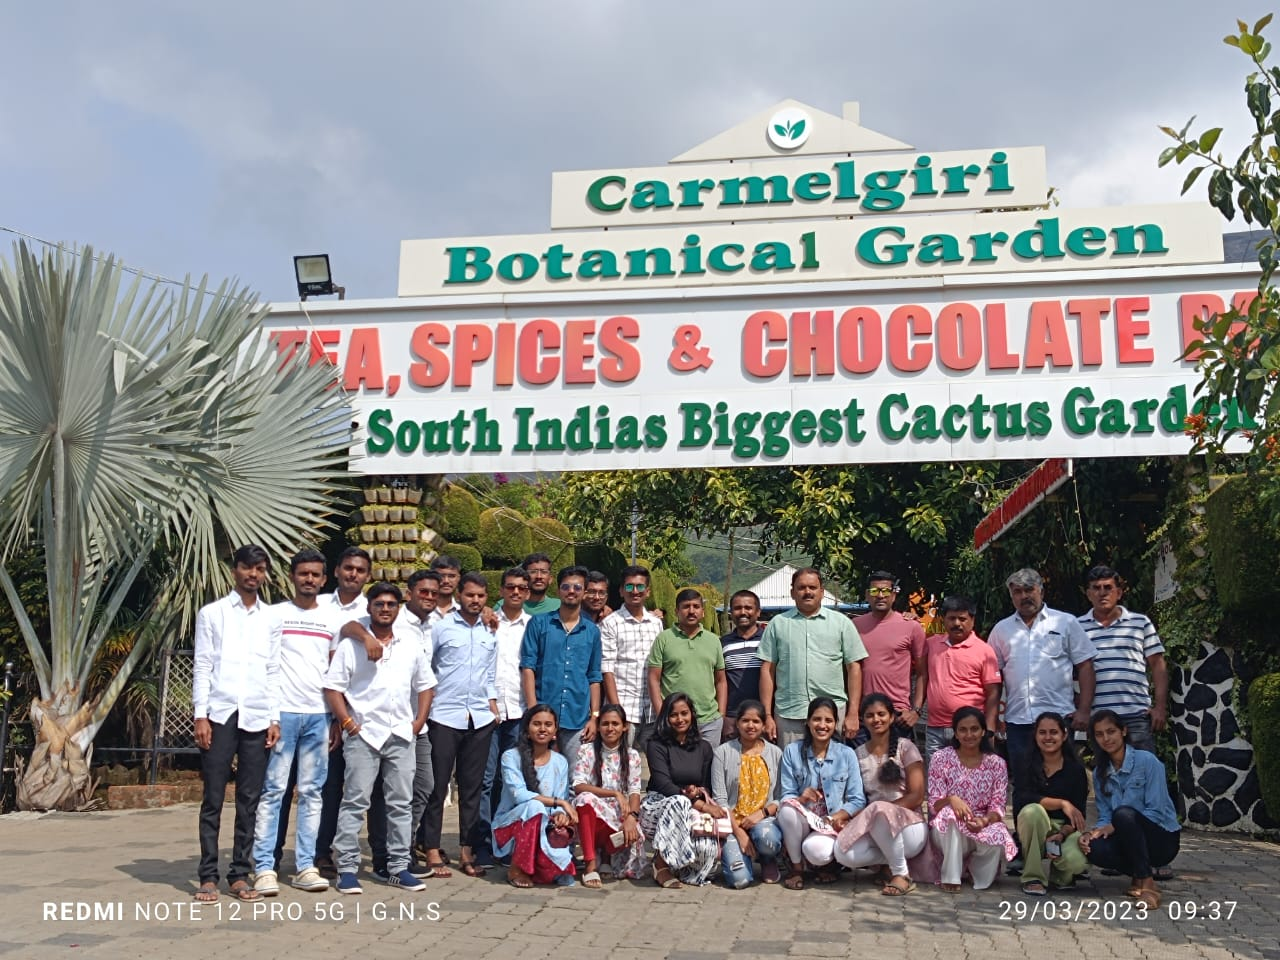 Carmelgiri
Botanical Garden
TEA, SPICES & CHOCOLATE
South Indias Biggest Cactus Garden
REDMI NOTE 12 PRO 5G | G.N.S
29/03/2023 09:37